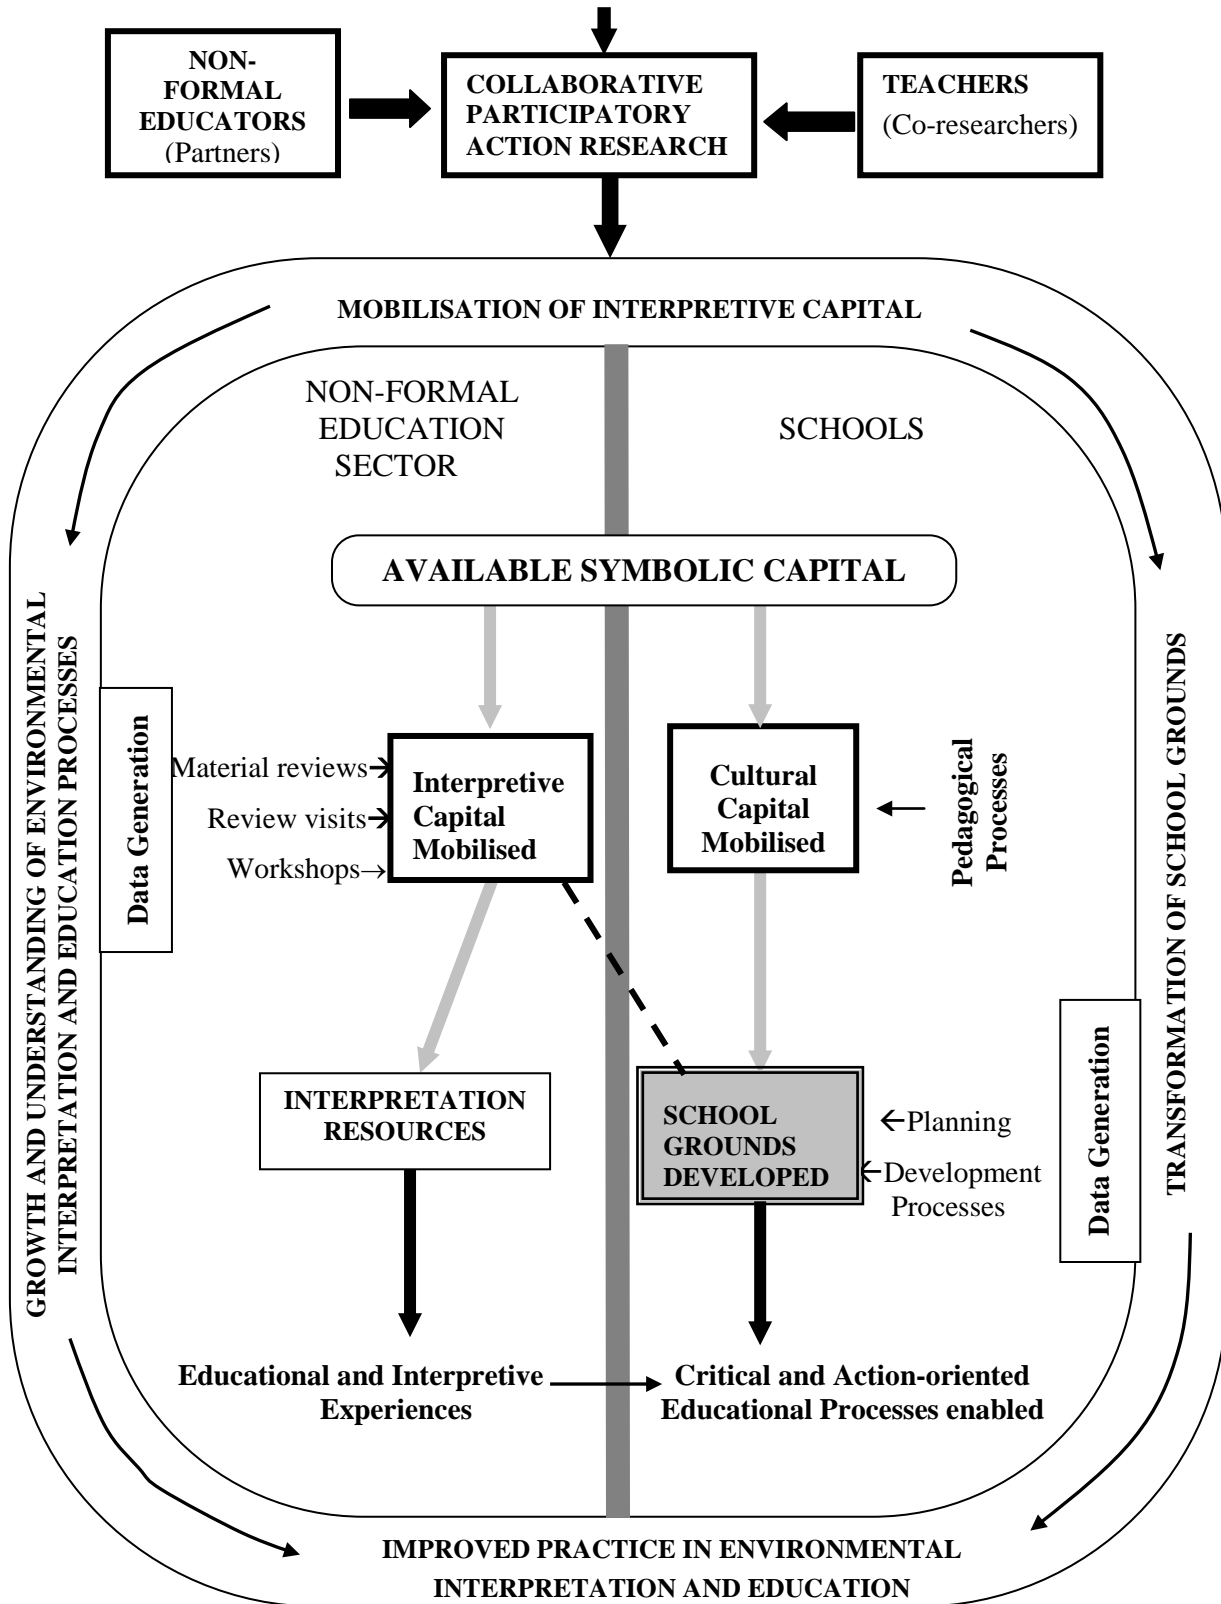 NON-
FORMAL
EDUCATORS
(Partners)
COLLABORATIVE
PARTICIPATORY
ACTION RESEARCH
TEACHERS
(Co-researchers)
MOBILISATION OF INTERPRETIVE CAPITAL
NON-FORMAL
EDUCATION
SECTOR
SCHOOLS
AVAILABLE SYMBOLIC CAPITAL
GROWTH AND UNDERSTANDING OF ENVIRONMENTAL
INTERPRETATION AND EDUCATION PROCESSES
Data Generation
Material reviews→
Review visits→
Workshops→
Interpretive
Capital
Mobilised
Cultural
Capital
Mobilised
Pedagogical
Processes
TRANSFORMATION OF SCHOOL GROUNDS
INTERPRETATION
RESOURCES
SCHOOL
GROUNDS
DEVELOPED
←Planning
←Development
Processes
Data Generation
Educational and Interpretive
Experiences
Critical and Action-oriented
Educational Processes enabled
IMPROVED PRACTICE IN ENVIRONMENTAL
INTERPRETATION AND EDUCATION